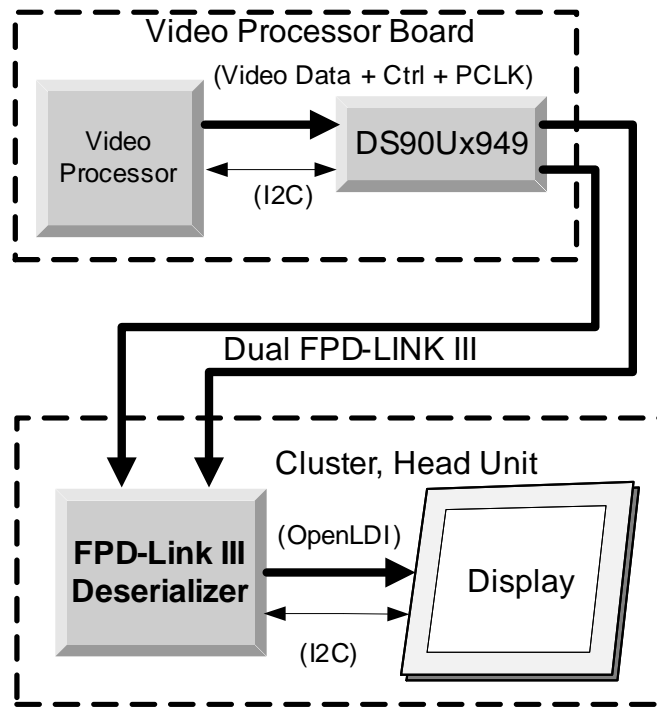 Video Processor Board
(Video Data + Ctrl + PCLK)
Video
Processor
DS90Ux949
(I2C)
Dual FPD-LINK III
Cluster, Head Unit
FPD-Link III
Deserializer
(OpenLDI)
Display
(I2C)